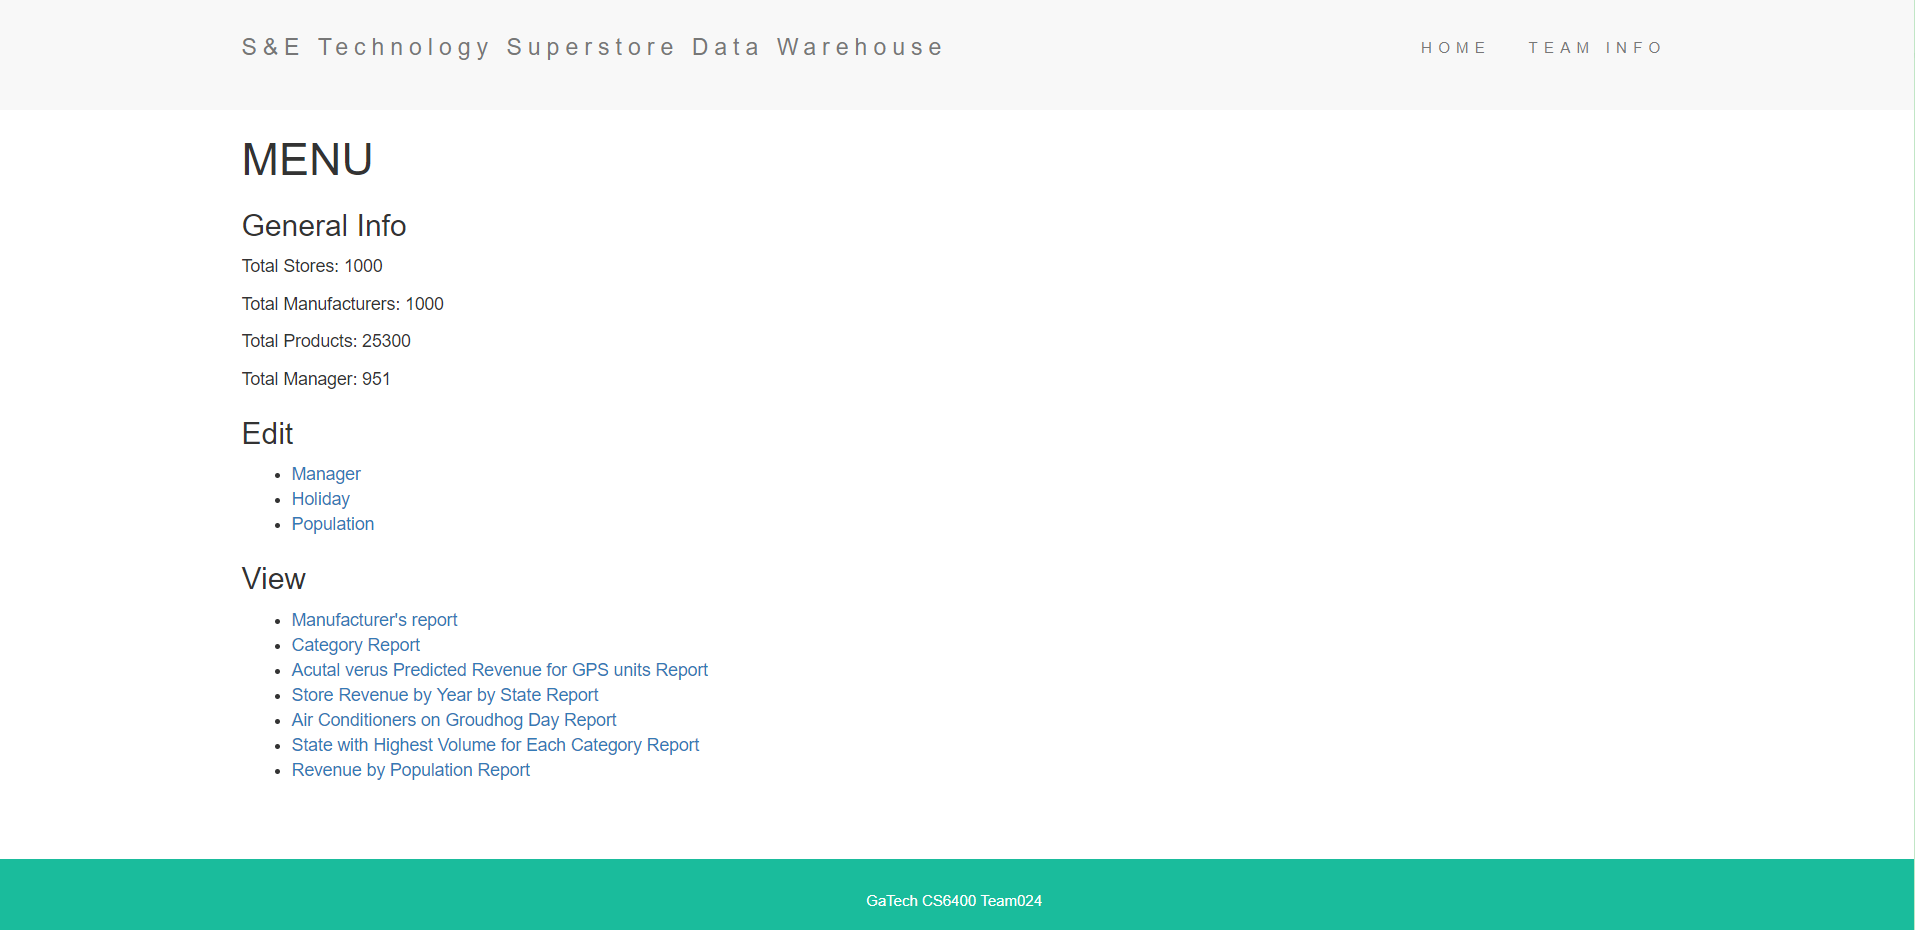 S&E Technology Superstore Data Warehouse
HOME TEAM INFO
MENU
General Info
Total Stores: 1000
Total Manufacturers: 1000
Total Products: 25300
Total Manager: 951
Edit
Manager
Holiday
Population
View
Manufacturer's report
Category Report
Acutal verus Predicted Revenue for GPS units Report
Store Revenue by Year by State Report
Air Conditioners on Groudhog Day Report
State with Highest Volume for Each Category Report
Revenue by Population Report
GaTech CS6400 Team024